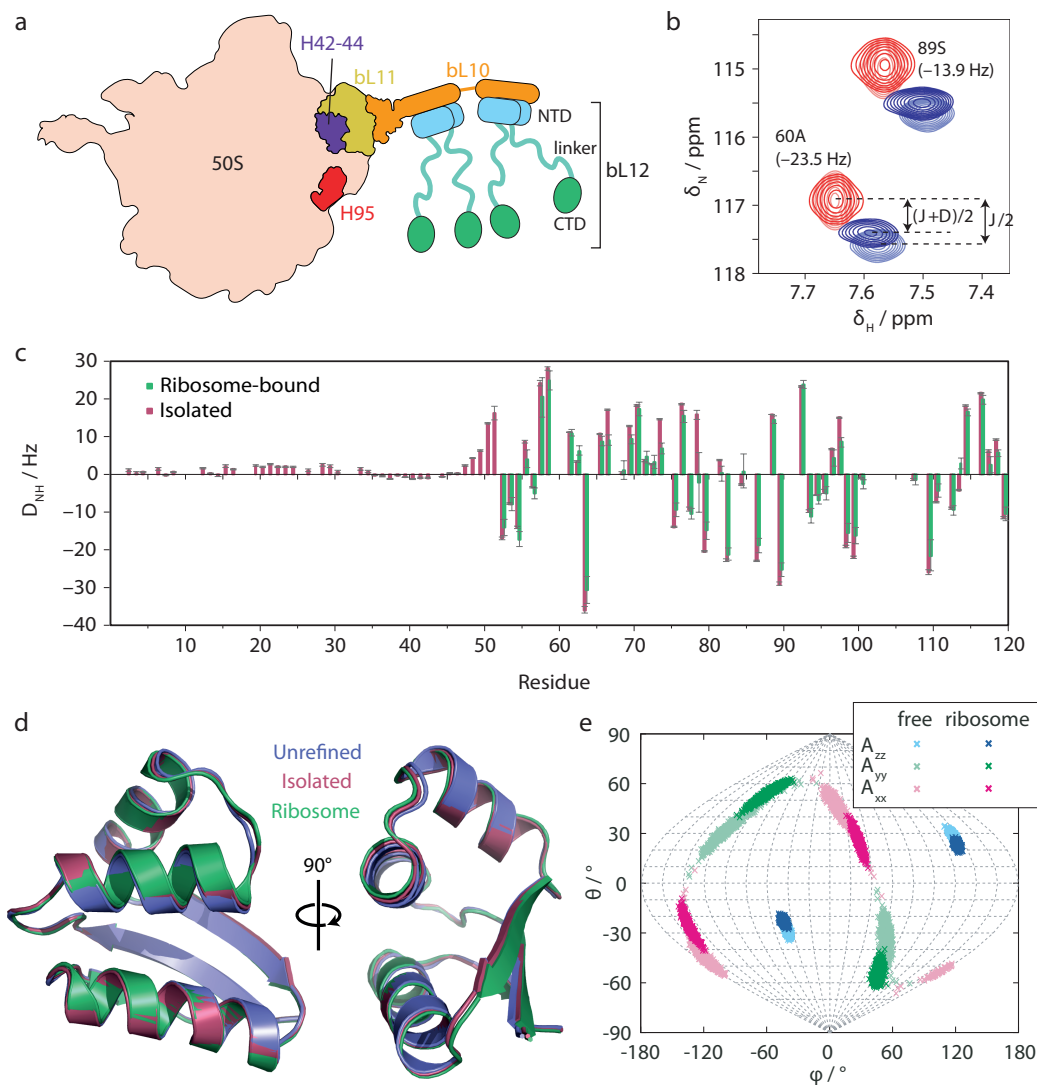 a
H42-44
bL11
bL10
NTD
50S
linker
bL12
H95
CTD
b
115
116
117
118
δN / ppm
89S
(−13.9 Hz)
60A
(−23.5 Hz)
(J+D)/2
J/2
7.7
7.6
7.5
7.4
δH / ppm
c
30
20
10
0
−10
−20
−30
−40
DNH / Hz
Ribosome-bound
Isolated
10
20
30
40
50
60
70
80
90
100
110
120
Residue
d
Unrefined
Isolated
Ribosome
90°
e
free ribosome
Azz
Ayy
Axx
90
60
30
0
-30
-60
-90
θ / °
-180
-120
-60
0
60
120
180
φ / °